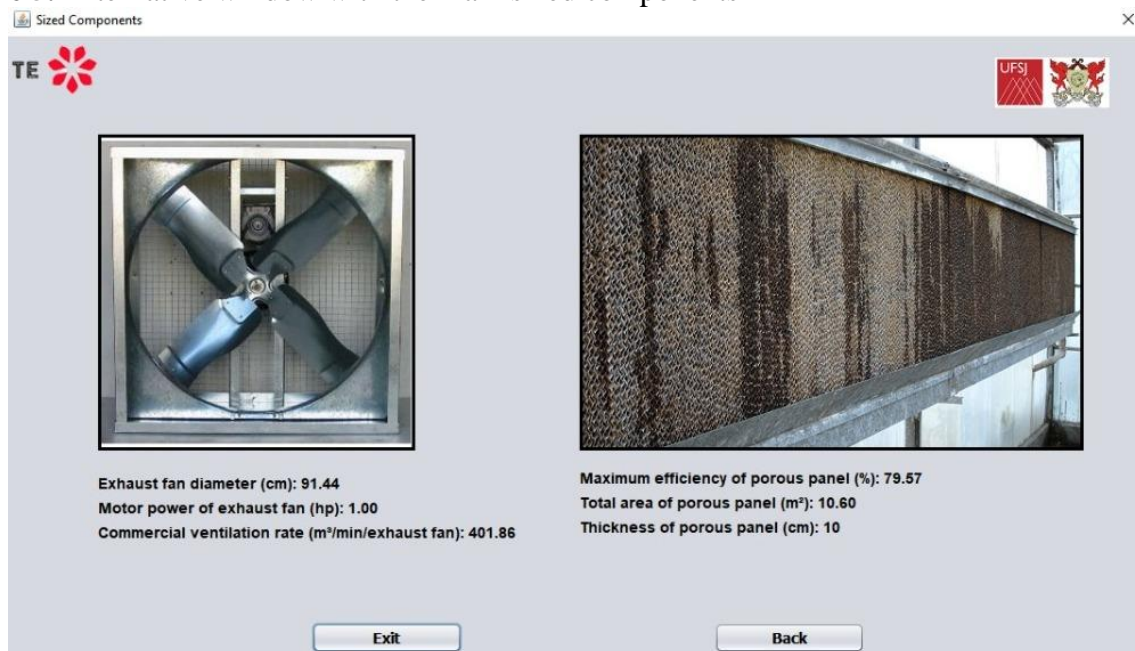 Sized Components
TE
UFSJ
Exhaust fan diameter (cm): 91.44
Motor power of exhaust fan (hp): 1.00
Commercial ventilation rate (m³/min/exhaust fan): 401.86
Maximum efficiency of porous panel (%): 79.57
Total area of porous panel (m²): 10.60
Thickness of porous panel (cm): 10
Exit
Back